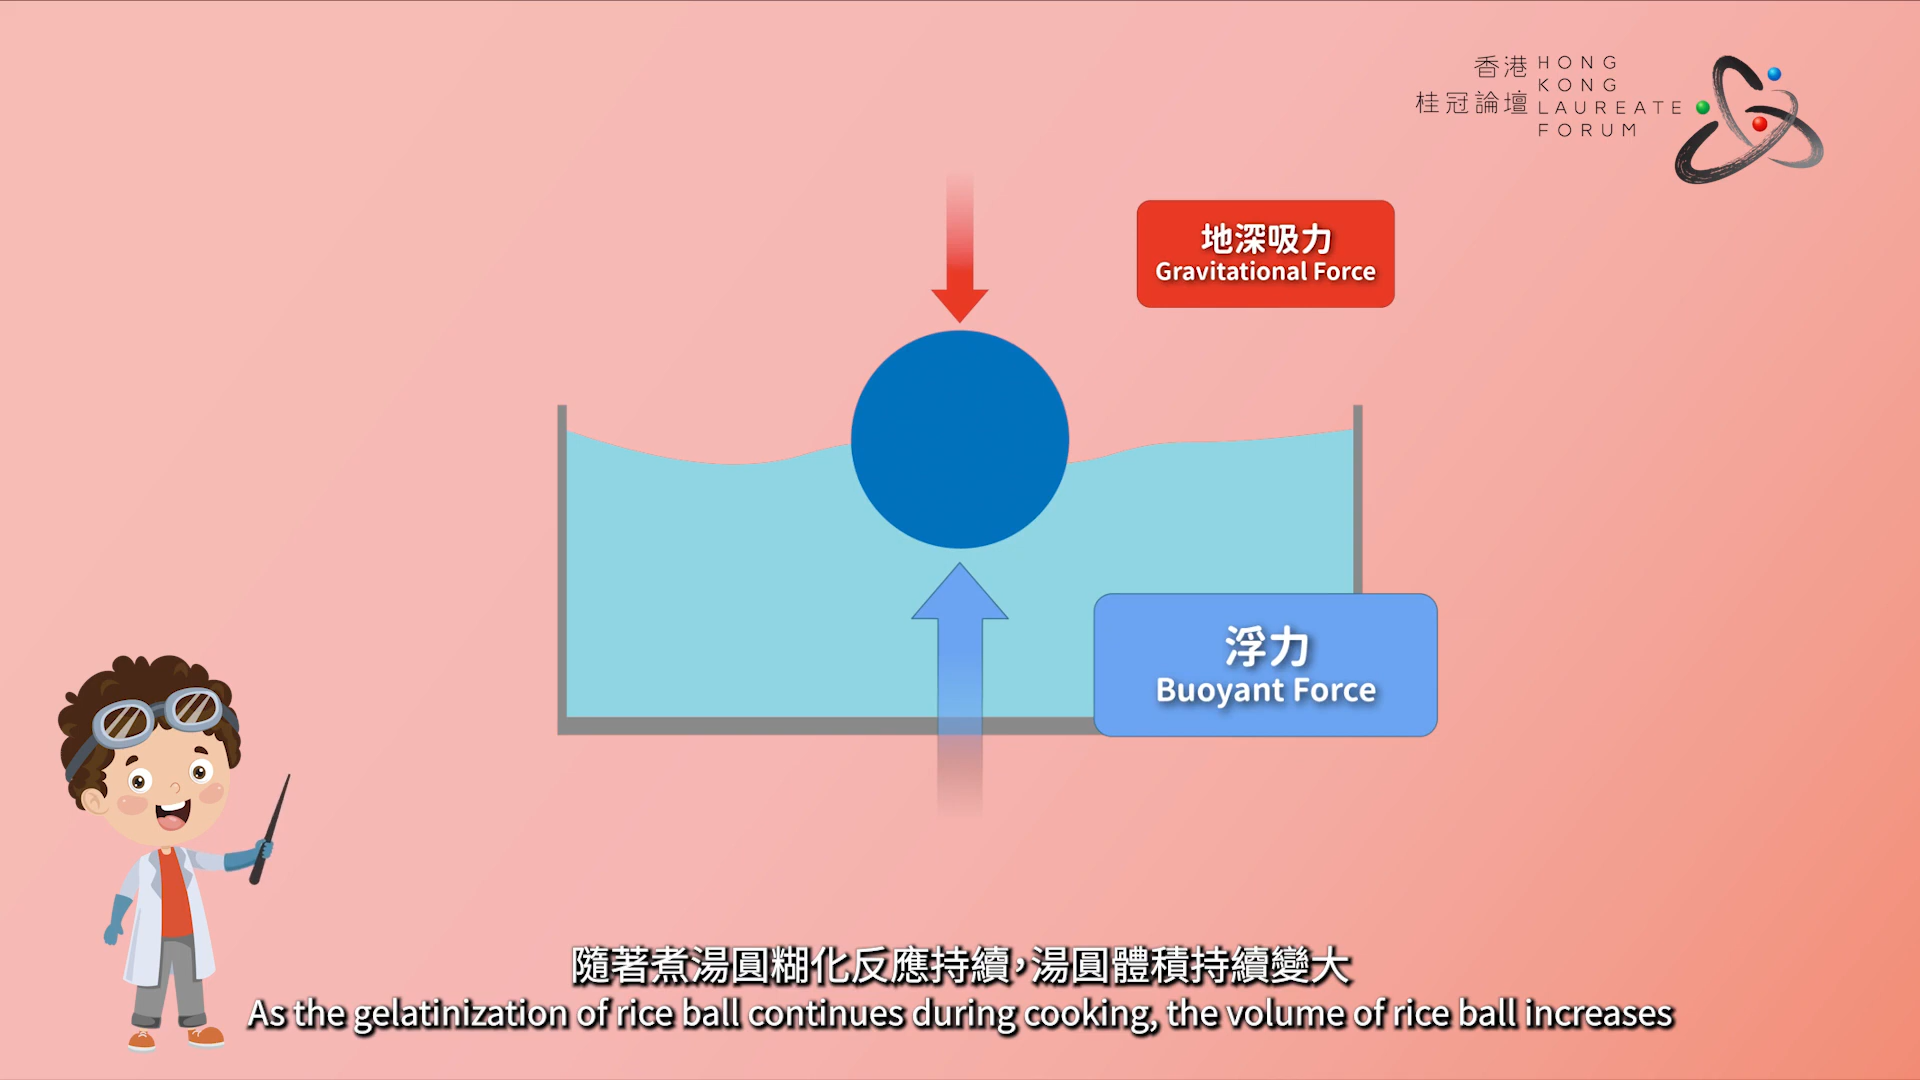 香港
桂冠論壇
HONG
KONG
LAUREATE
FORUM
地深吸力
Gravitational Force
浮力
Buoyant Force
隨著煮湯圓糊化反應持續，湯圓體積持續變大
As the gelatinization of rice ball continues during cooking, the volume of rice ball increases